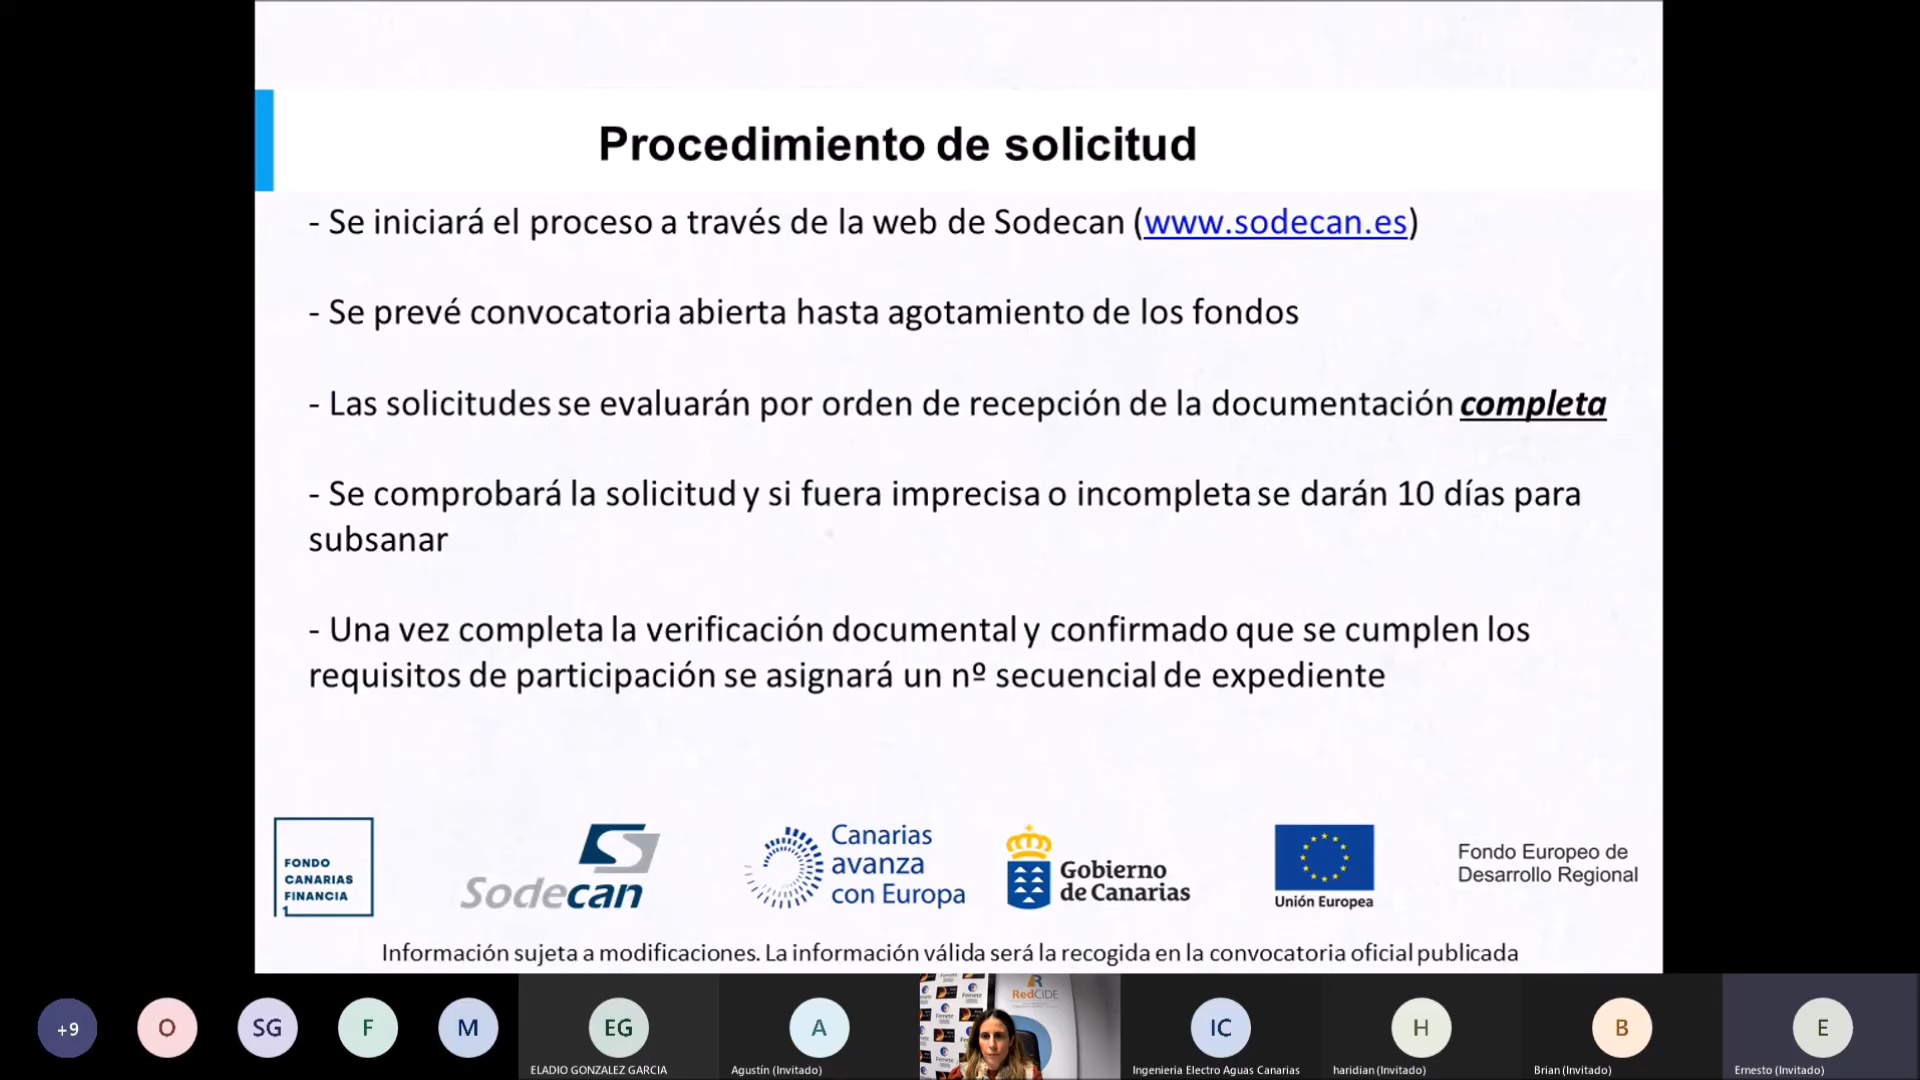 Procedimiento de solicitud
- Se iniciará el proceso a través de la web de Sodecan (www.sodecan.es)
- Se prevé convocatoria abierta hasta agotamiento de los fondos
- Las solicitudes se evaluarán por orden de recepción de la documentación completa
- Se comprobará la solicitud y si fuera imprecisa o incompleta se darán 10 días para
subsanar
- Una vez completa la verificación documental y confirmado que se cumplen los
requisitos de participación se asignará un nº secuencial de expediente
FONDO
CANARIAS
FINANCIA
1
Sodecan
Canarias
avanza
con Europa
Gobierno
de Canarias
Unión Europea
Fondo Europeo de
Desarrollo Regional
Información sujeta a modificaciones. La información válida será la recogida en la convocatoria oficial publicada
+9
O
SG
F
M
EG
ELADIO GONZALEZ GARCIA
A
Agustín (Invitado)
RedCIDE
Femete
IC
Ingenieria Electro Aguas Canarias
H
haridian (Invitado)
B
Brian (Invitado)
E
Ernesto (Invitado)